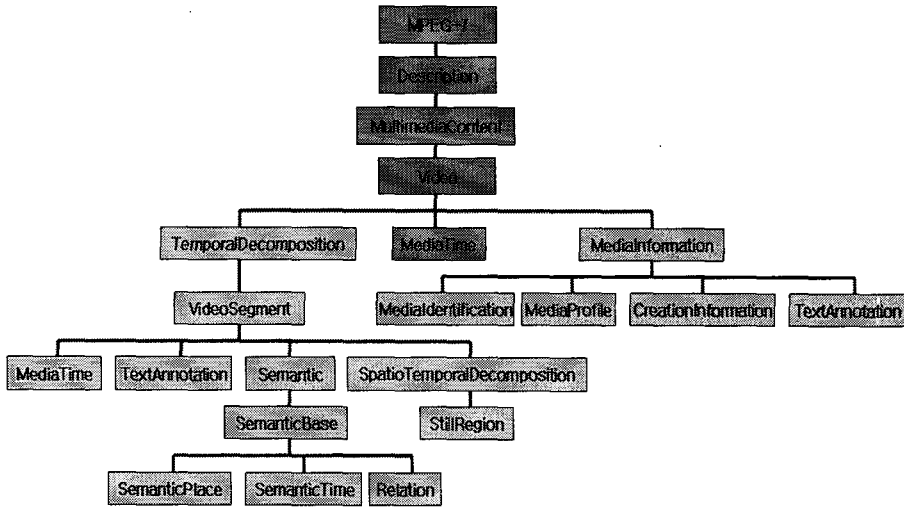 MPEG-7
Description
MultimediaContent
Video
TemporalDecomposition MediaTime MediaInformation
VideoSegment MediaIdentification MediaProfile CreationInformation TextAnnotation
MediaTime TextAnnotation Semantic SpatioTemporalDecomposition
SemanticBase StillRegion
SemanticPlace SemanticTime Relation